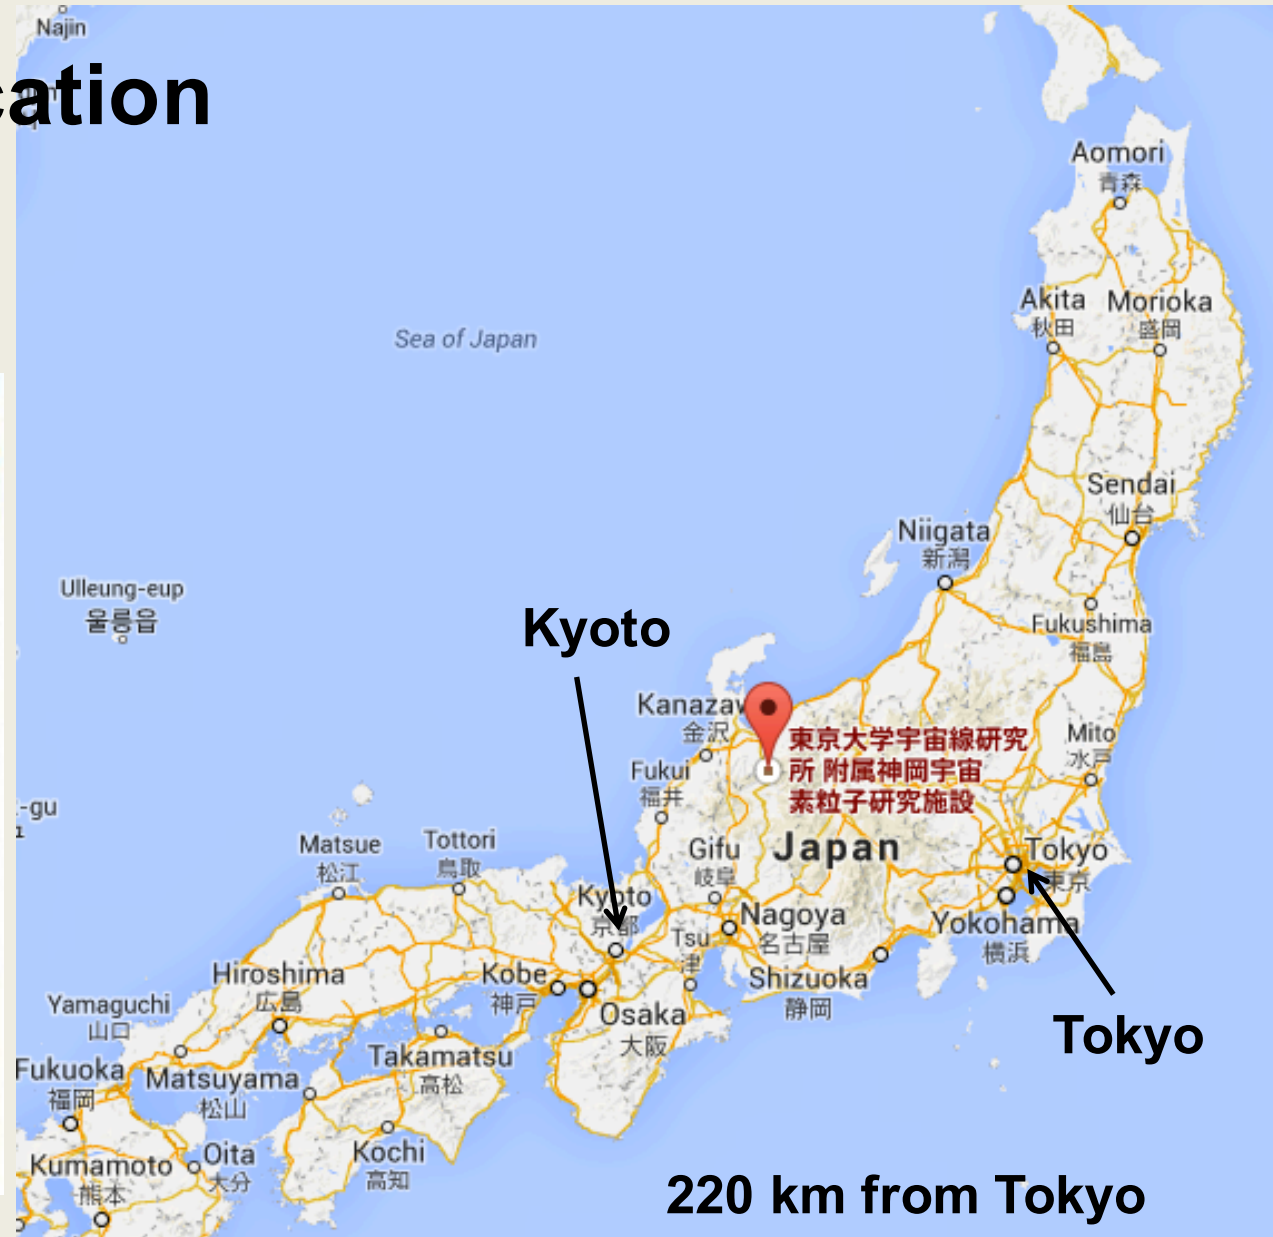 Najin
cation
Aomori
青森
Akita
秋田
Morioka
盛岡
Sea of Japan
Sendai
仙台
Niigata
新潟
Ulleung-eup
울릉읍
Fukushima
福島
Kyoto
Kanazaw
金沢
東京大学宇宙線研究
所 附属神岡宇宙
素粒子研究施設
Mito
水戸
Fukui
福井
-gu
Matsue
松江
Tottori
鳥取
Gifu
岐阜
Japan
Tokyo
東京
Kyoto
京都
Nagoya
名古屋
Yokohama
横浜
Tsu
津
Shizuoka
静岡
Hiroshima
広島
Kobe
神戸
Osaka
大阪
Yamaguchi
山口
Tokyo
Takamatsu
高松
Fukuoka
福岡
Matsuyama
松山
Kochi
高知
Oita
大分
Kumamoto
熊本
220 km from Tokyo